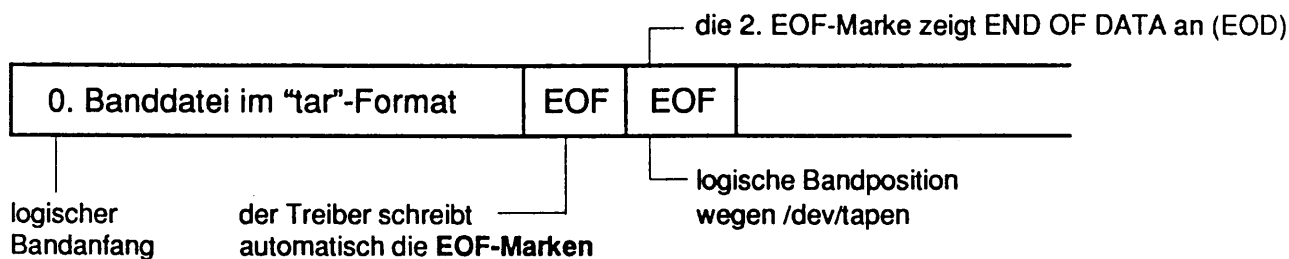 die 2. EOF-Marke zeigt END OF DATA an (EOD)
0. Banddatei im "tar"-Format EOF EOF
logische Bandposition
wegen /dev/tapen
logischer
Bandanfang
der Treiber schreibt
automatisch die EOF-Marken